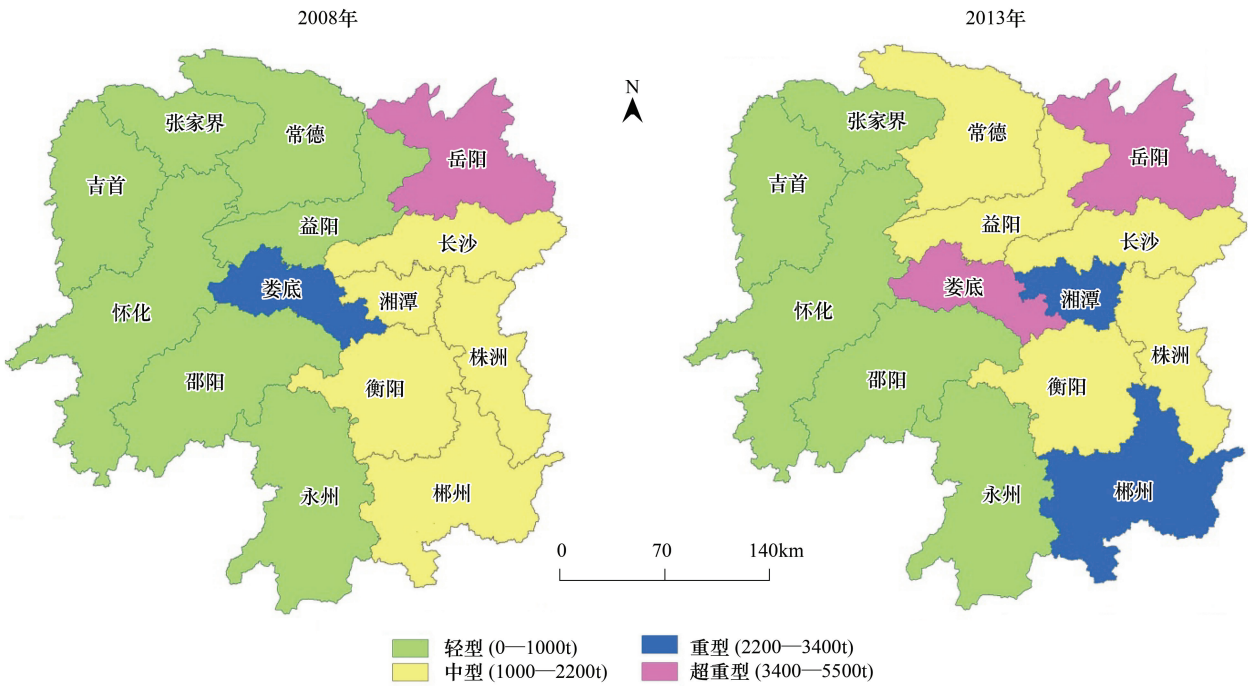 2008年
2013年
张家界
常德
岳阳
吉首
益阳
长沙
娄底
湘潭
怀化
株洲
邵阳
衡阳
永州
郴州
N
张家界
常德
岳阳
吉首
益阳
长沙
娄底
湘潭
怀化
株洲
邵阳
衡阳
永州
郴州
0 70 140km
轻型 (0—1000t)
中型 (1000—2200t)
重型 (2200—3400t)
超重型 (3400—5500t)